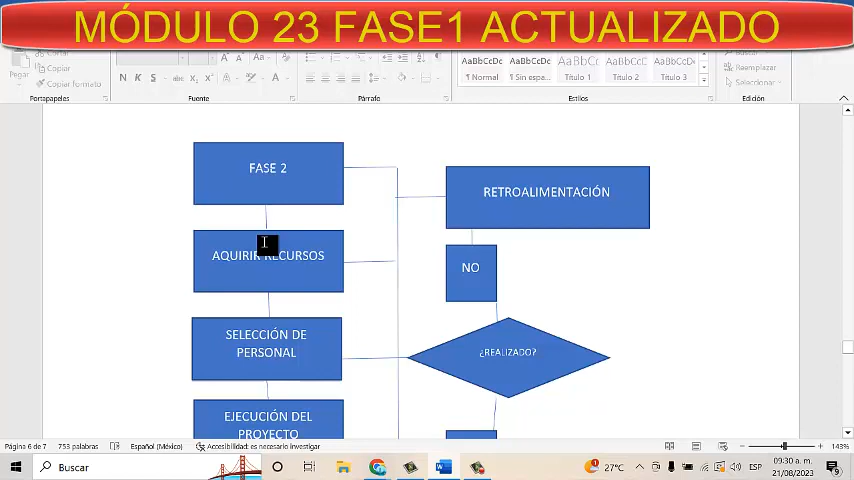 MÓDULO 23 FASE1 ACTUALIZADO
Cortar
Pegar
Copiar
Copiar formato
N K S
Aa
AaBbCcDc AaBbCcDc AaBbCc AaBbCcD AaBbCcD
¶ Normal ¶ Sin espa... Título 1 Título 2 Título 3
Buscar
Reemplazar
Seleccionar
Portapapeles Fuente Párrafo Estilos Edición
FASE 2
RETROALIMENTACIÓN
AQUIRIR RECURSOS
NO
SELECCIÓN DE
PERSONAL
¿REALIZADO?
EJECUCIÓN DEL
PROYECTO
Página 6 de 7 753 palabras Español (México) Accesibilidad: es necesario investigar 143%
Buscar 27°C ESP 09:30 a. m.
21/08/2023